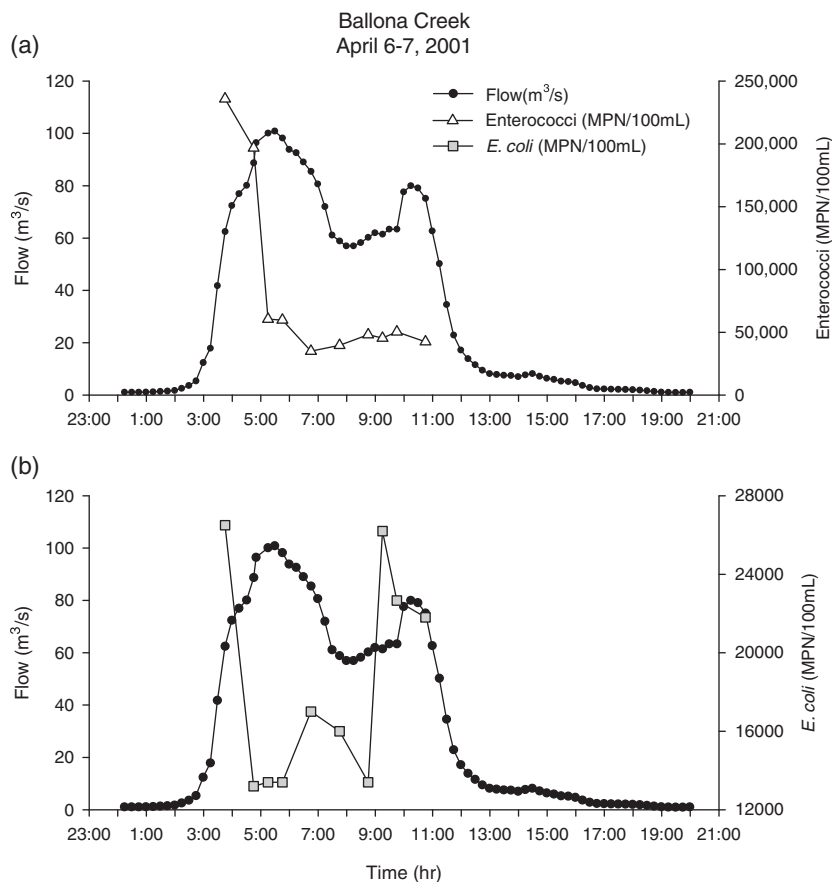 Ballona Creek
April 6-7, 2001
(a)
120
100
80
60
40
20
0
Flow (m³/s)
Flow(m³/s)
Enterococci (MPN/100mL)
E. coli (MPN/100mL)
250,000
200,000
150,000
100,000
50,000
0
Enterococci (MPN/100mL)
23:00 1:00 3:00 5:00 7:00 9:00 11:00 13:00 15:00 17:00 19:00 21:00
(b)
120
100
80
60
40
20
0
Flow (m³/s)
28000
24000
20000
16000
12000
E. coli (MPN/100mL)
23:00 1:00 3:00 5:00 7:00 9:00 11:00 13:00 15:00 17:00 19:00 21:00
Time (hr)